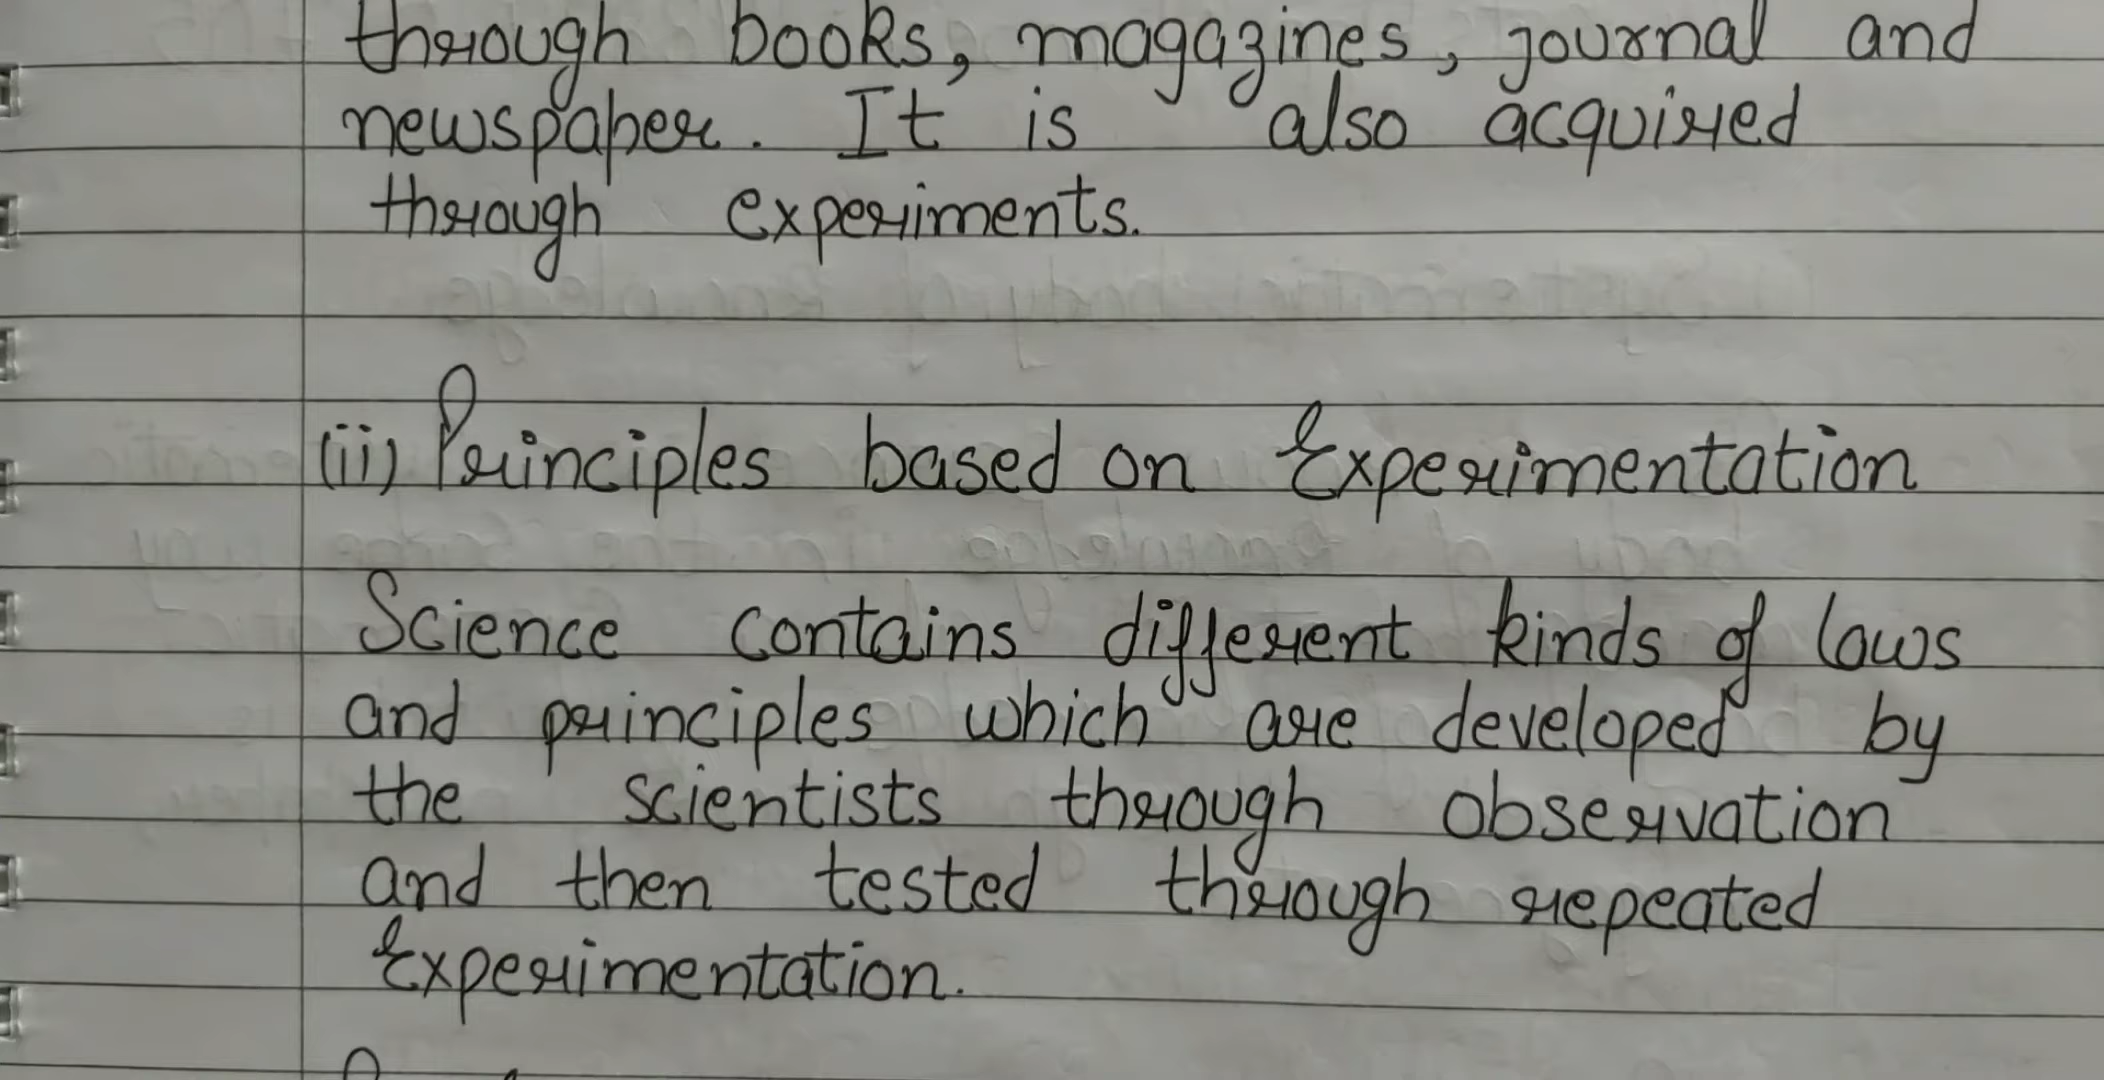 through books, magazines, journal and
newspaper. It is also acquired
through experiments.
(ii) Principles based on Experimentation
Science contains different kinds of laws
and principles which are developed by
the scientists through observation
and then tested through repeated
Experimentation.